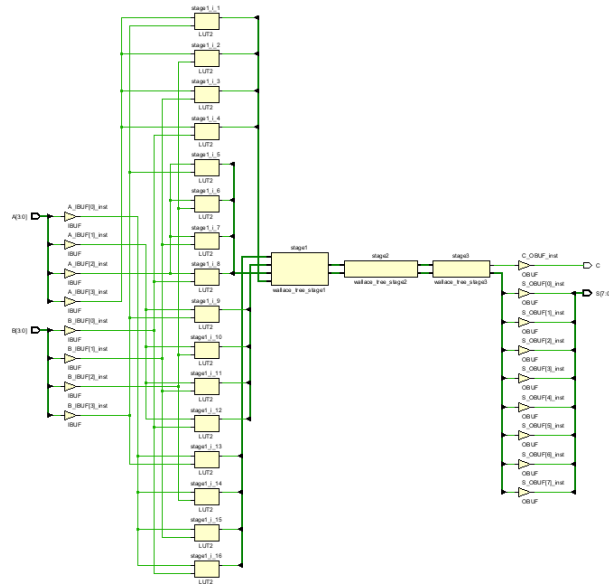 stage1_i_1
LUT2
stage1_i_2
LUT2
stage1_i_3
LUT2
stage1_i_4
LUT2
stage1_i_5
LUT2
stage1_i_6
LUT2
stage1_i_7
LUT2
stage1_i_8
LUT2
stage1_i_9
LUT2
stage1_i_10
LUT2
stage1_i_11
LUT2
stage1_i_12
LUT2
stage1_i_13
LUT2
stage1_i_14
LUT2
stage1_i_15
LUT2
stage1_i_16
LUT2
A[3:0]
A_IBUF[0]_inst
IBUF
A_IBUF[1]_inst
IBUF
A_IBUF[2]_inst
IBUF
A_IBUF[3]_inst
IBUF
B[3:0]
B_IBUF[0]_inst
IBUF
B_IBUF[1]_inst
IBUF
B_IBUF[2]_inst
IBUF
B_IBUF[3]_inst
IBUF
stage1
wallace_tree_stage1
stage2
wallace_tree_stage2
stage3
wallace_tree_stage3
C_OBUF_inst
OBUF
C
S_OBUF[0]_inst
OBUF
S_OBUF[1]_inst
OBUF
S_OBUF[2]_inst
OBUF
S_OBUF[3]_inst
OBUF
S_OBUF[4]_inst
OBUF
S_OBUF[5]_inst
OBUF
S_OBUF[6]_inst
OBUF
S_OBUF[7]_inst
OBUF